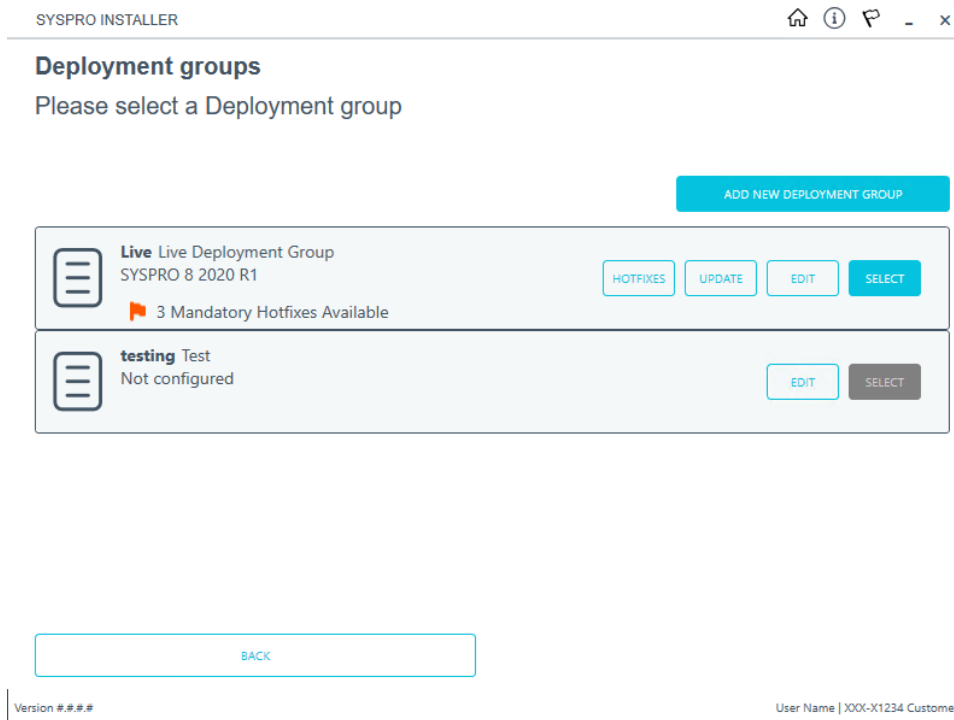 SYSPRO INSTALLER
Deployment groups
Please select a Deployment group
ADD NEW DEPLOYMENT GROUP
Live Live Deployment Group
SYSPRO 8 2020 R1
3 Mandatory Hotfixes Available
HOTFIXES UPDATE EDIT SELECT
testing Test
Not configured
EDIT SELECT
BACK
Version #.#.#.# User Name | XXX-X1234 Custome